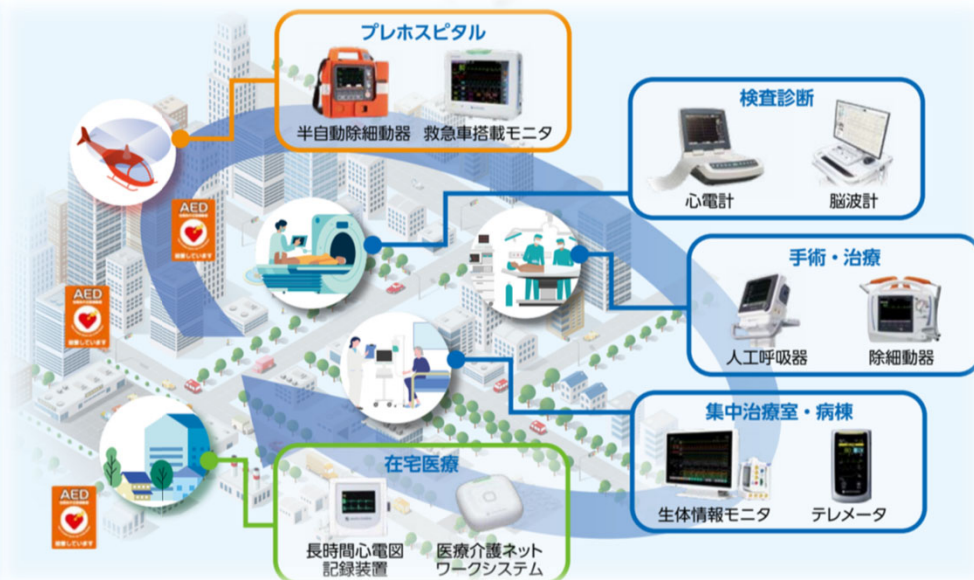 プレホスピタル
半自動除細動器
救急車搭載モニタ
検査診断
心電計
脳波計
AED
手術・治療
人工呼吸器
除細動器
AED
集中治療室・病棟
生体情報モニタ
テレメータ
在宅医療
長時間心電図
記録装置
医療介護ネット
ワークシステム
AED